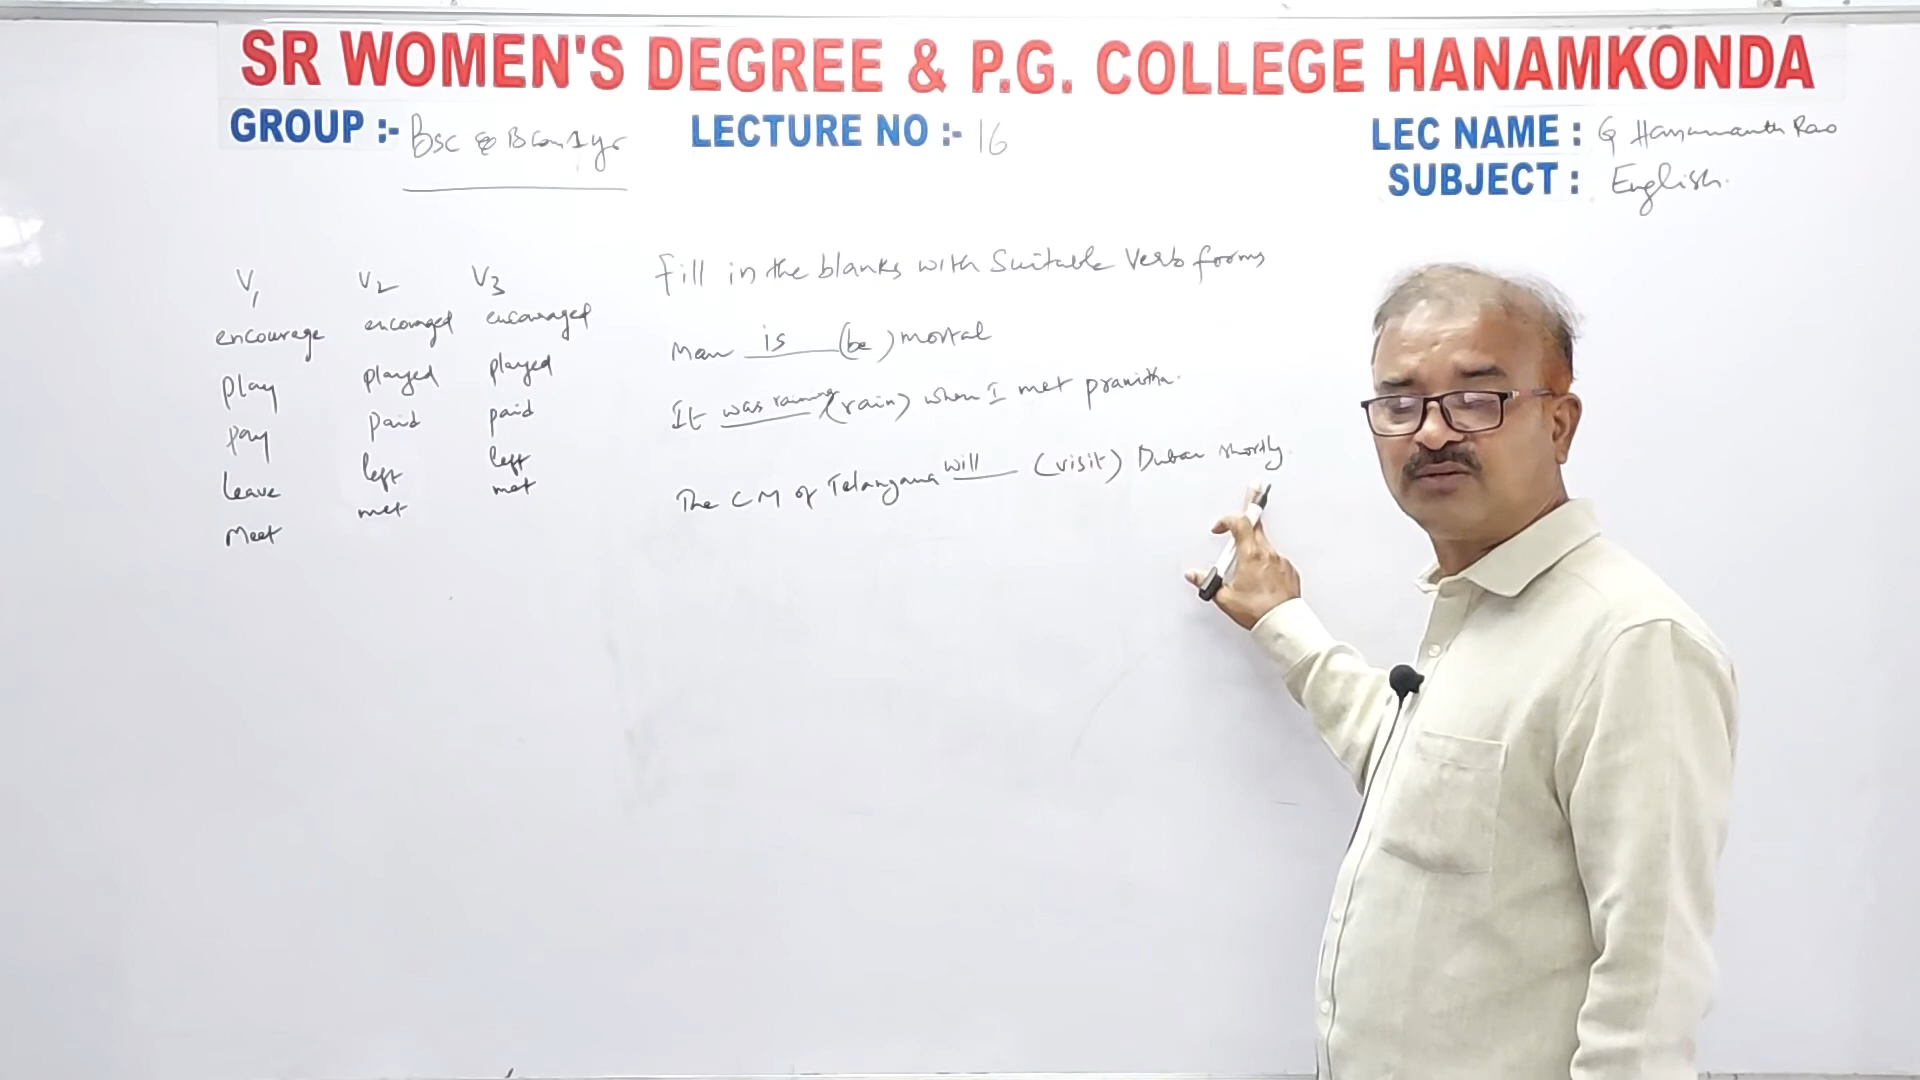 SR WOMEN'S DEGREE & P.G. COLLEGE HANAMKONDA
GROUP :- Bsc & B com 1 yr
LECTURE NO :- 16
LEC NAME : G Hanumanth Rao
SUBJECT : English.
V1 V2 V3
encourage encouraged encouraged
play played played
pay paid paid
leave left left
Meet met met
Fill in the blanks with Suitable Verb forms
Man is (be) mortal
It was raining (rain) when I met pranitha.
The CM of Telangana will (visit) Dubai shortly.